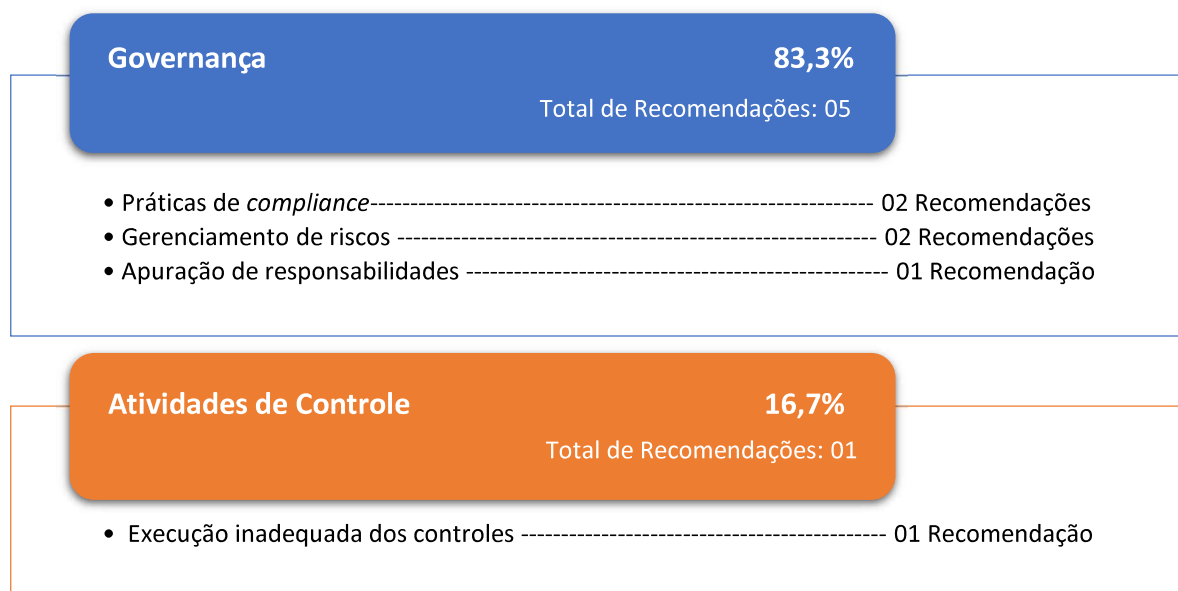 Governança 83,3%
Total de Recomendações: 05
• Práticas de compliance--------------------------------------------------------------- 02 Recomendações
• Gerenciamento de riscos ------------------------------------------------------------ 02 Recomendações
• Apuração de responsabilidades ----------------------------------------------------- 01 Recomendação
Atividades de Controle 16,7%
Total de Recomendações: 01
• Execução inadequada dos controles ---------------------------------------------- 01 Recomendação